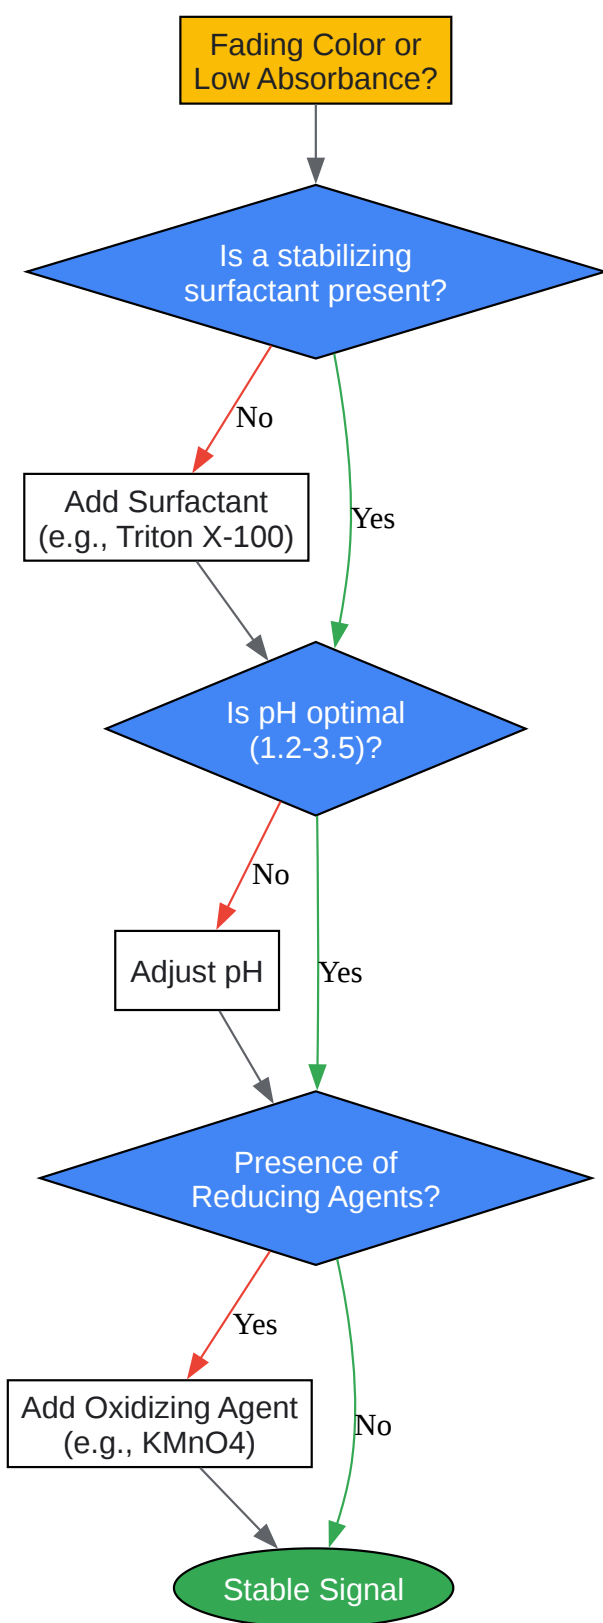 Fading Color or
Low Absorbance?
Is a stabilizing
surfactant present?
No
Add Surfactant
(e.g., Triton X-100)
Yes
Is pH optimal
(1.2-3.5)?
No
Adjust pH
Yes
Presence of
Reducing Agents?
Yes
Add Oxidizing Agent
(e.g., KMnO4)
No
Stable Signal